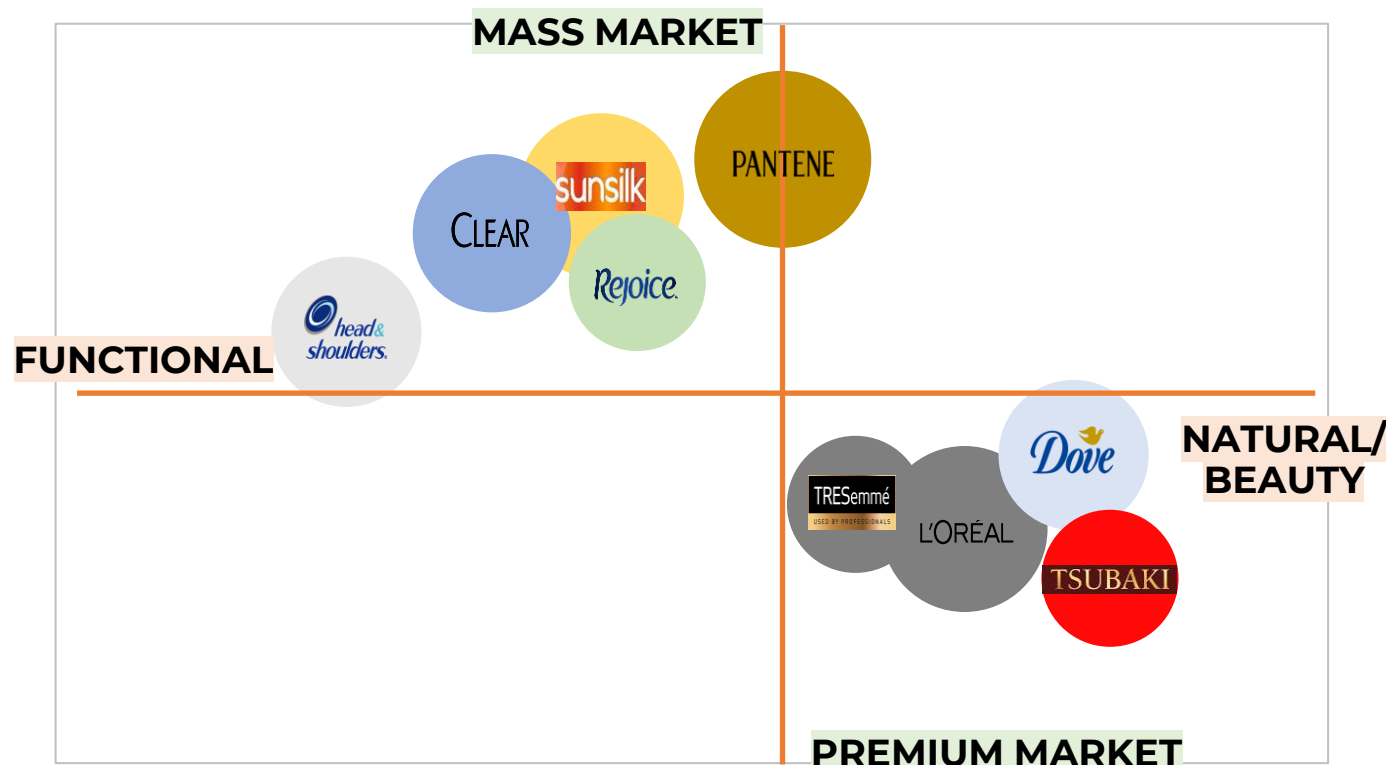 MASS MARKET
PANTENE
sunsilk
CLEAR
Rejoice.
head&
shoulders.
FUNCTIONAL
NATURAL/
BEAUTY
Dove
TRESemmé
USED BY PROFESSIONALS
L'ORÉAL
TSUBAKI
PREMIUM MARKET